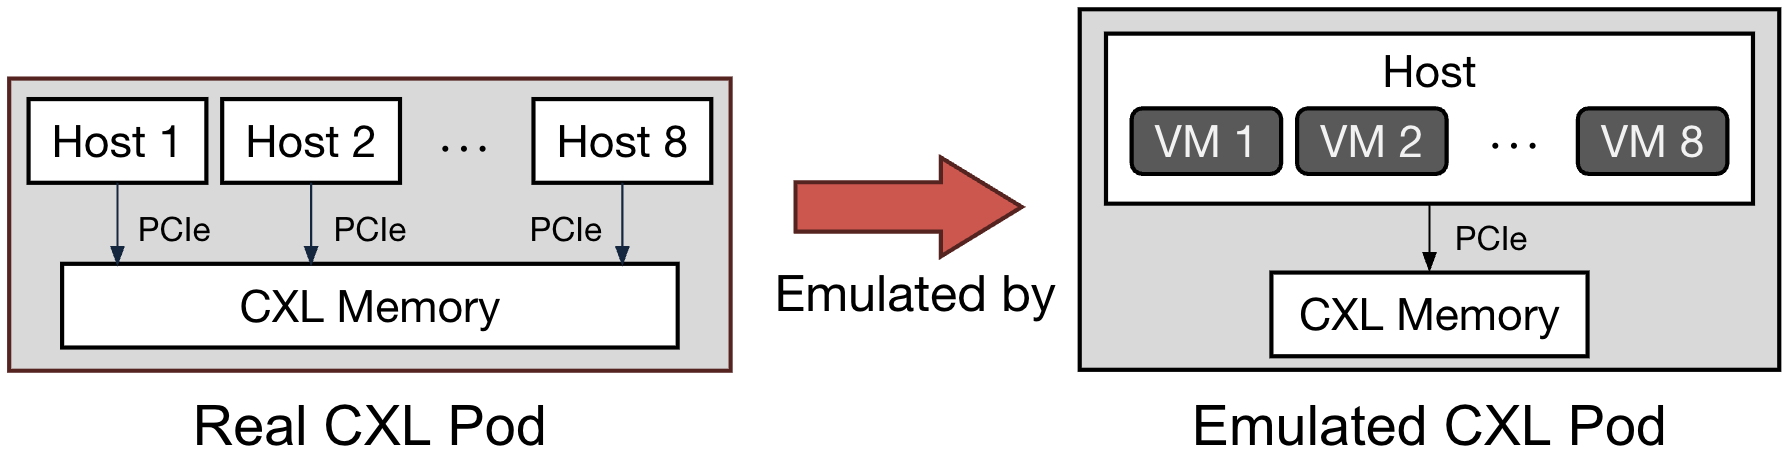 Host 1
Host 2
...
Host 8
PCIe
PCIe
PCIe
CXL Memory
Real CXL Pod
Emulated by
Host
VM 1
VM 2
...
VM 8
PCIe
CXL Memory
Emulated CXL Pod